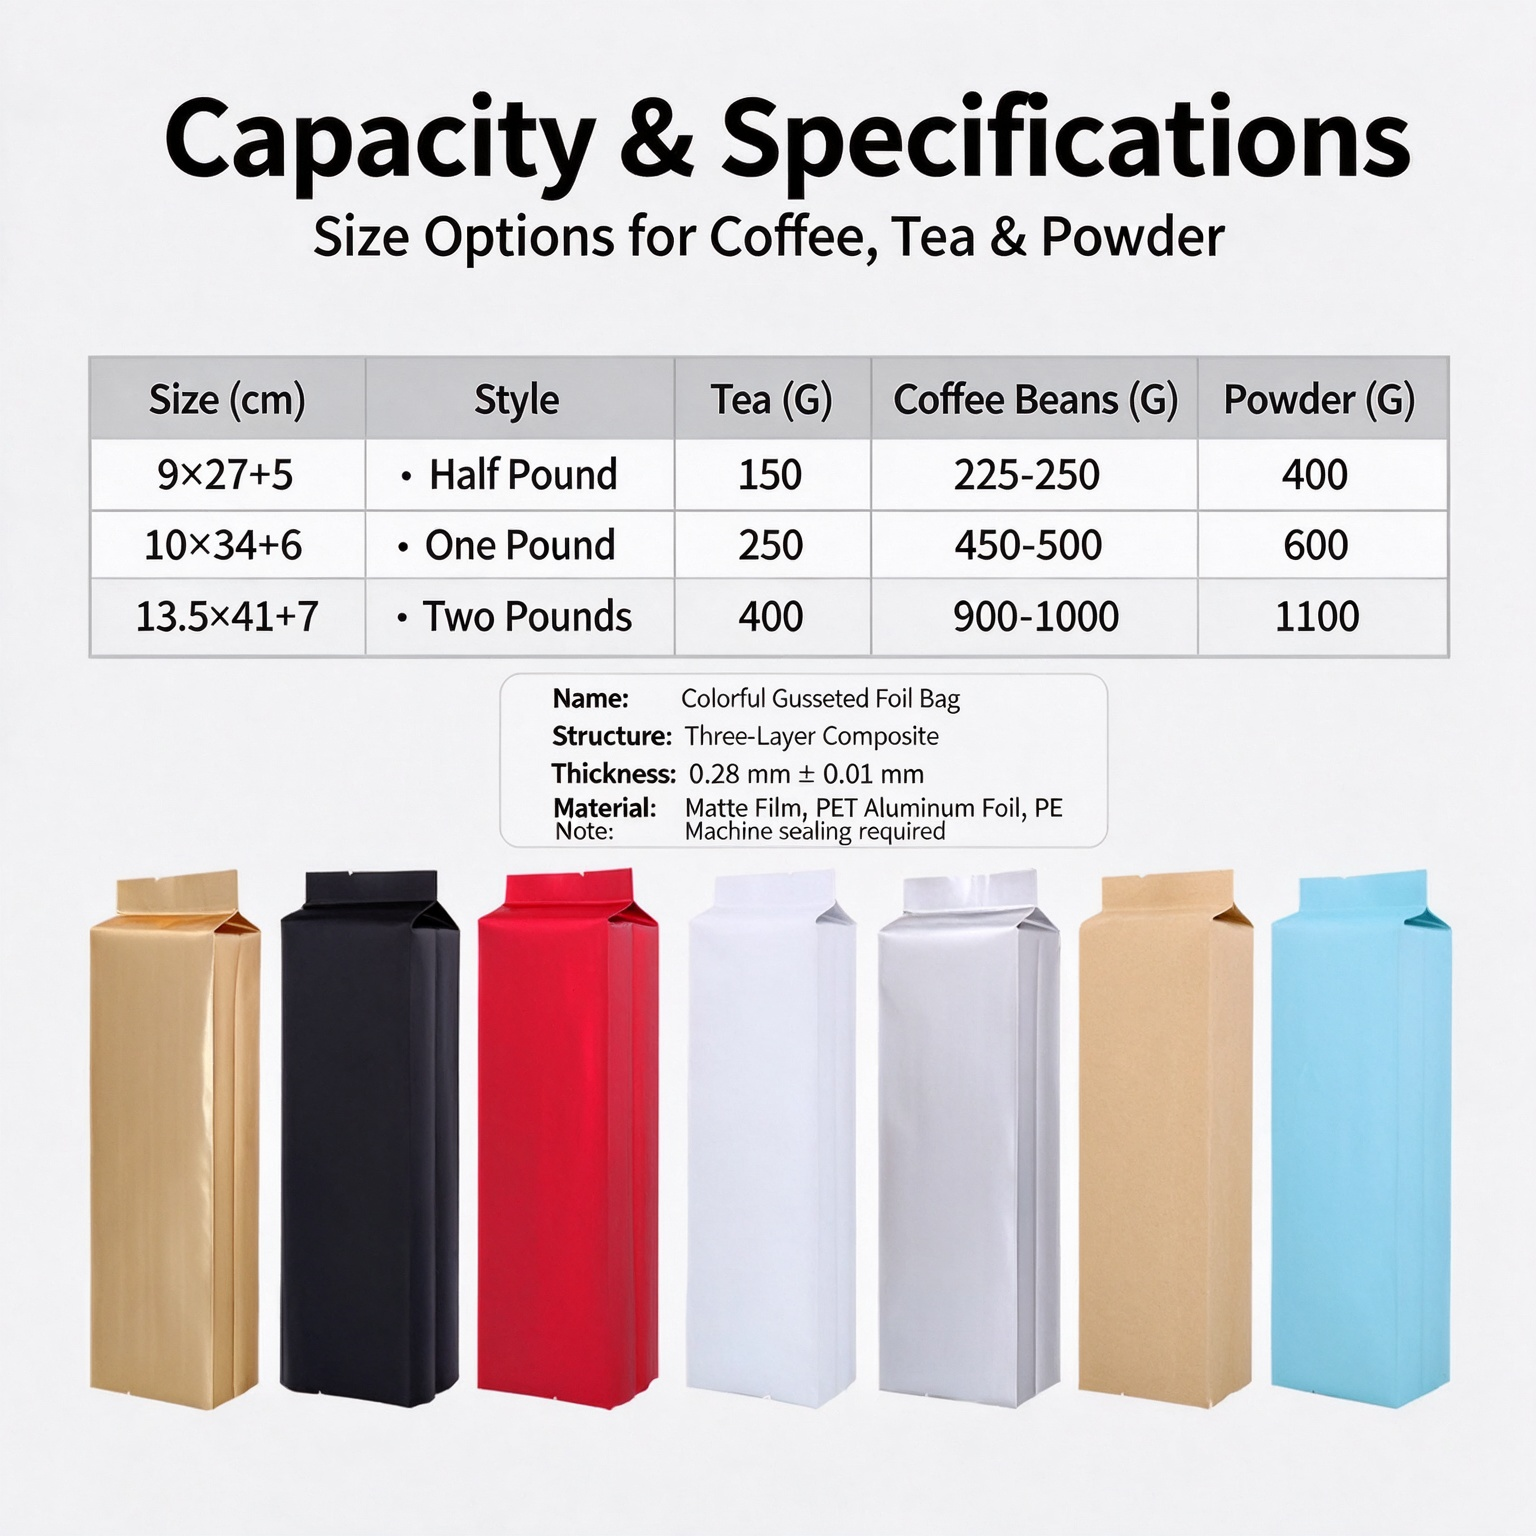 Capacity & Specifications
Size Options for Coffee, Tea & Powder
Size (cm) Style Tea (G) Coffee Beans (G) Powder (G)
9×27+5 • Half Pound 150 225-250 400
10×34+6 • One Pound 250 450-500 600
13.5×41+7 • Two Pounds 400 900-1000 1100
Name: Colorful Gusseted Foil Bag
Structure: Three-Layer Composite
Thickness: 0.28 mm ± 0.01 mm
Material: Matte Film, PET Aluminum Foil, PE
Note: Machine sealing required